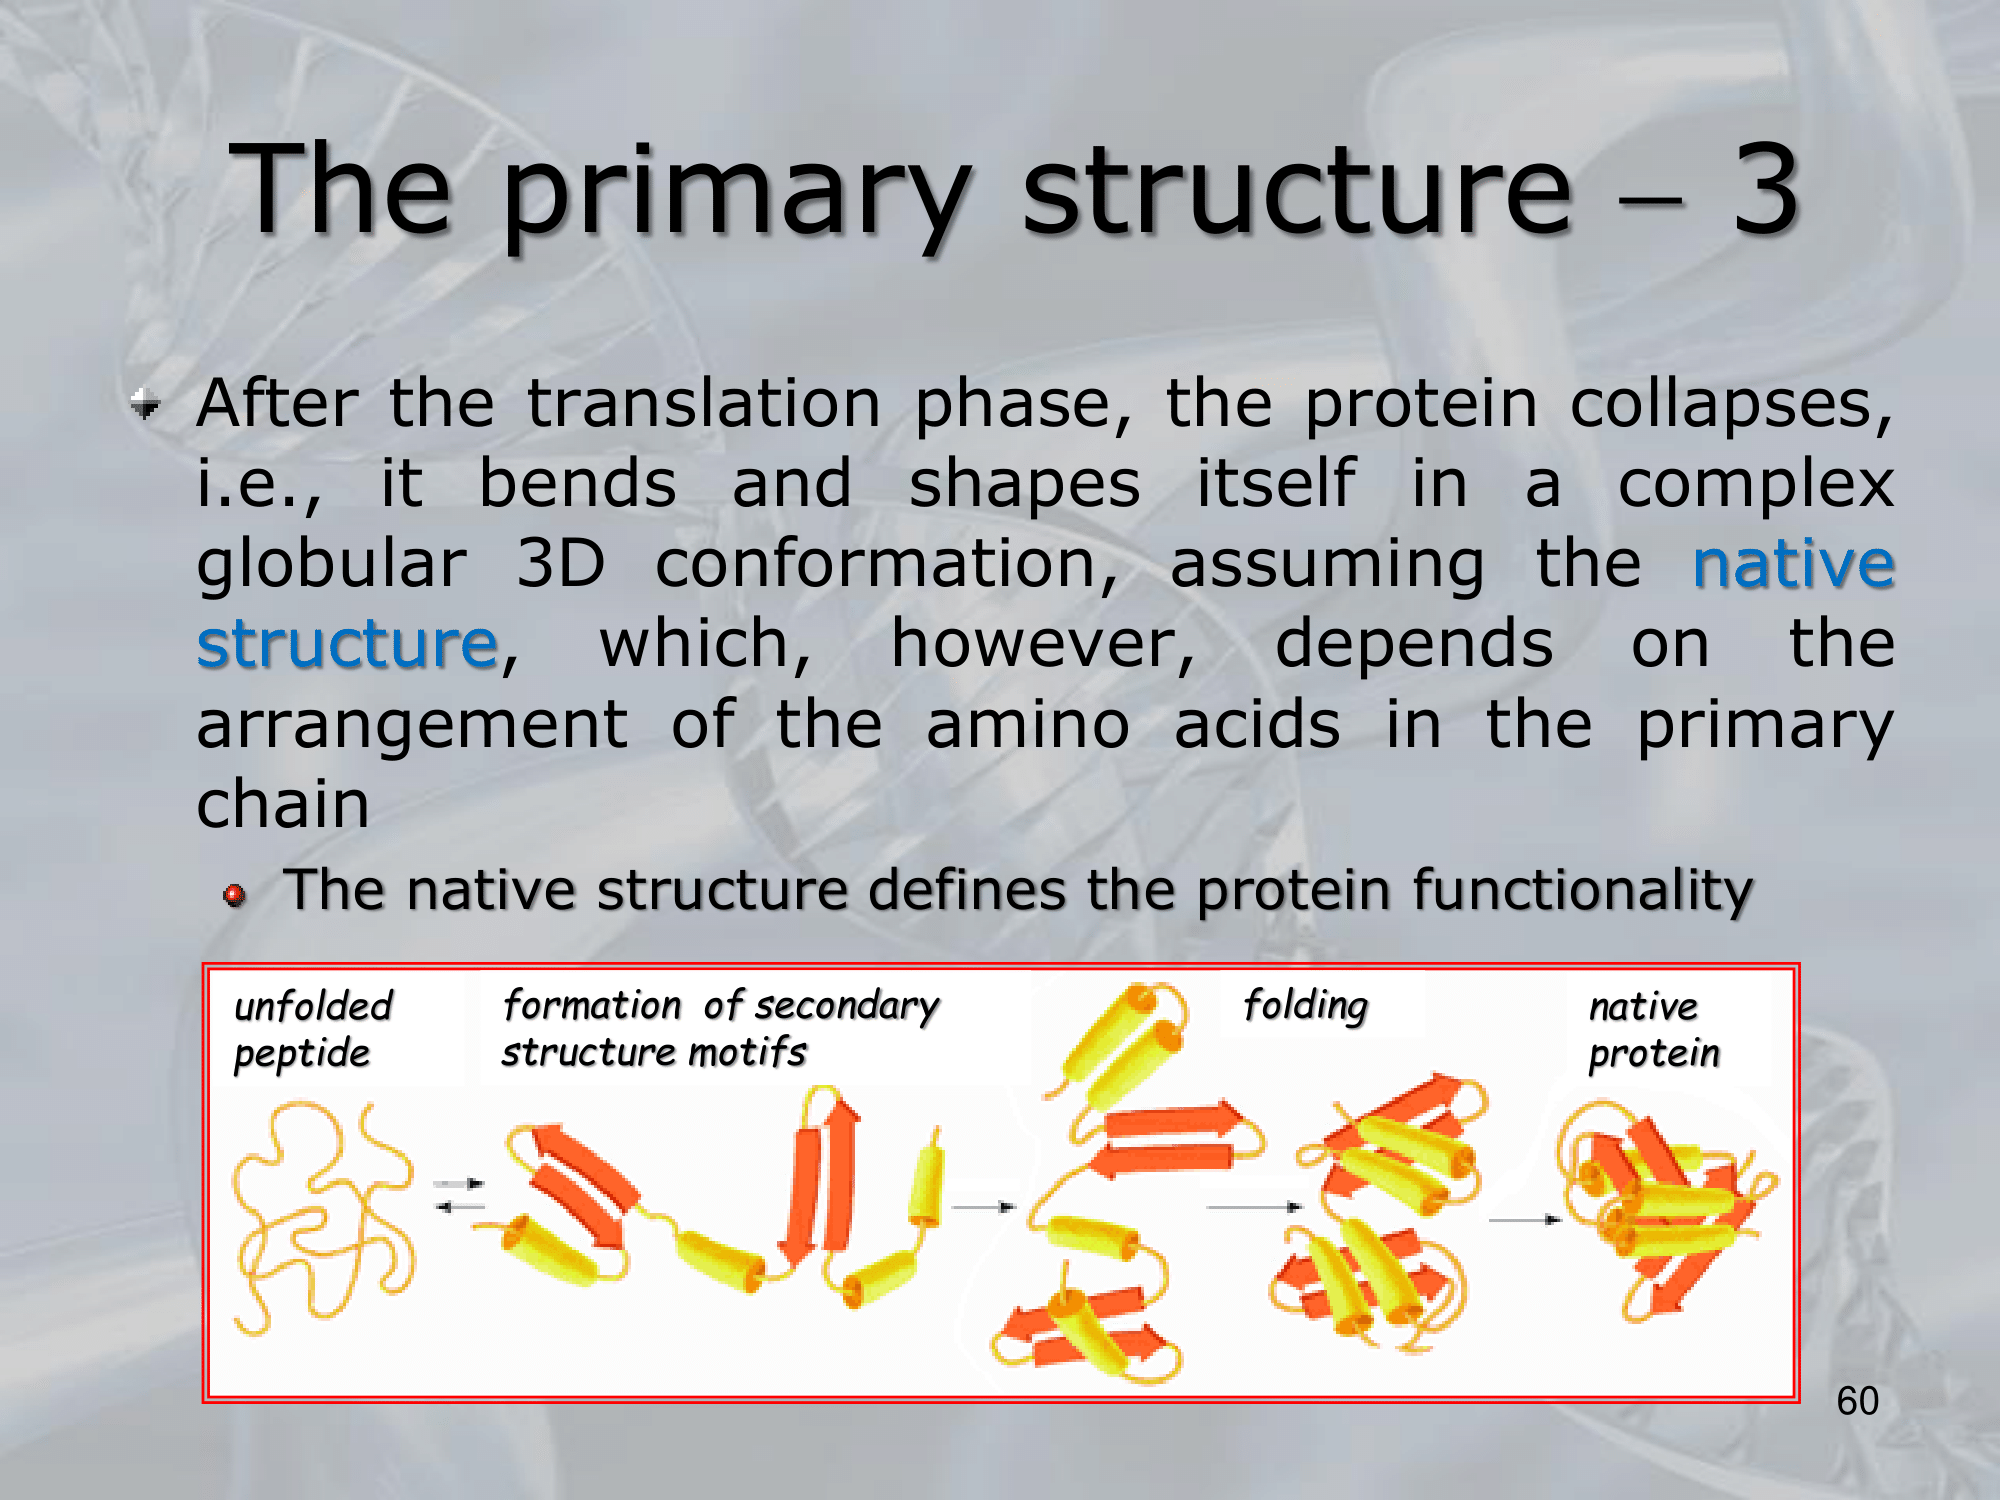 The primary structure – 3
After the translation phase, the protein collapses,
i.e., it bends and shapes itself in a complex
globular 3D conformation, assuming the native
structure, which, however, depends on the
arrangement of the amino acids in the primary
chain
The native structure defines the protein functionality
unfolded
peptide
formation of secondary
structure motifs
folding
native
protein
60